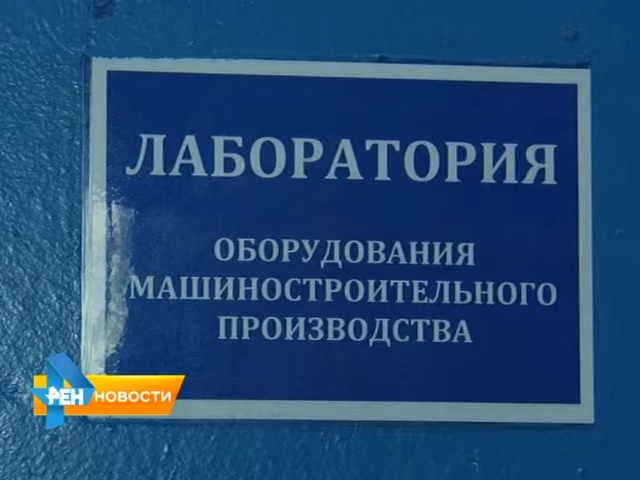 ЛАБОРАТОРИЯ
ОБОРУДОВАНИЯ
МАШИНОСТРОИТЕЛЬНОГО
ПРОИЗВОДСТВА
РЕН НОВОСТИ